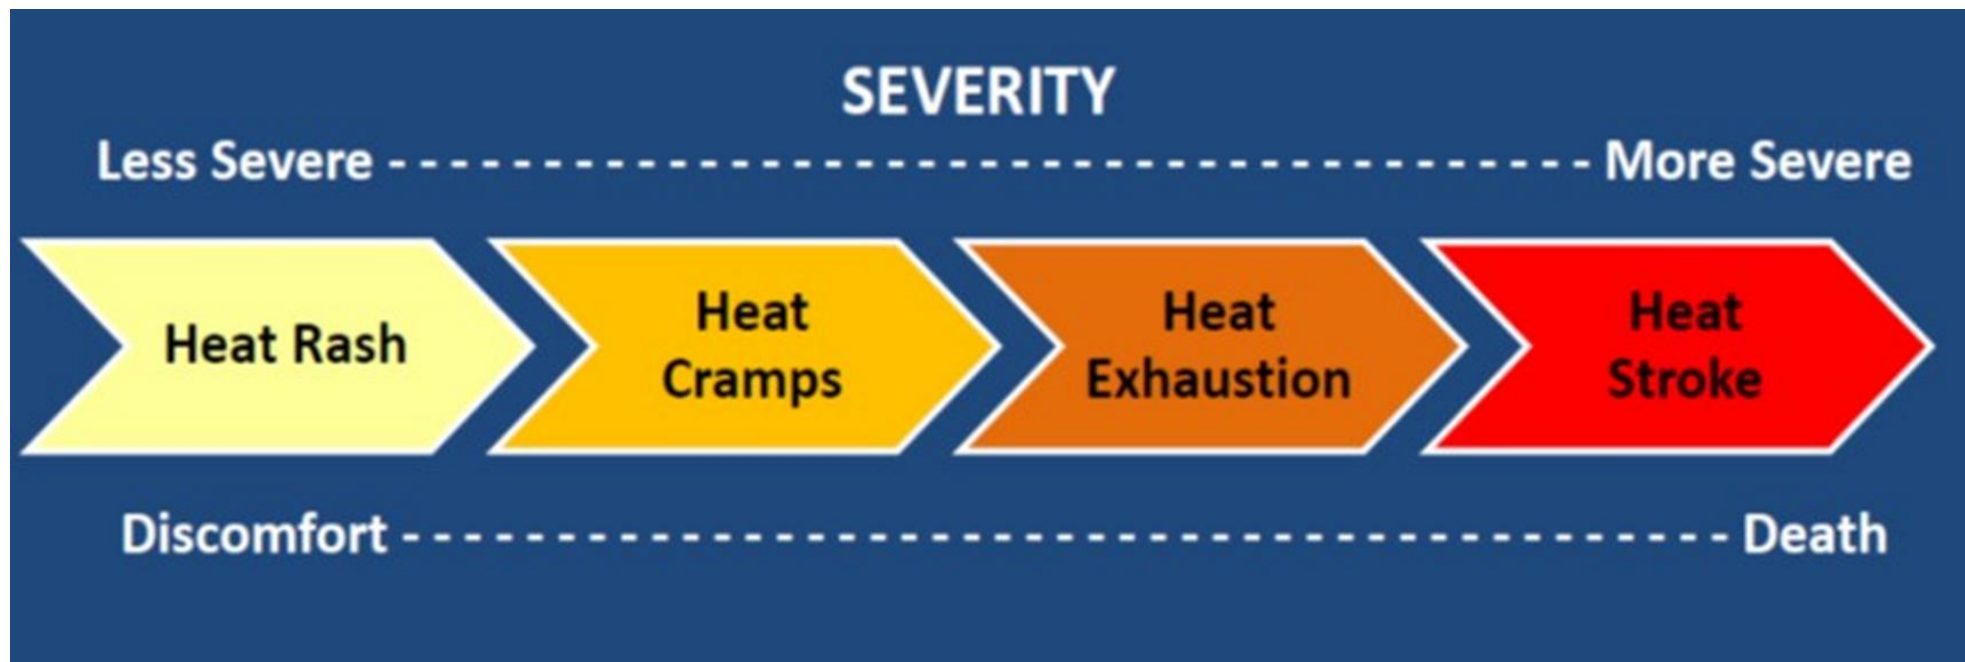 SEVERITY
Less Severe - - - - - - - - - - - - - - - - - - - - - - - - - - - - - - - - - - - - - - - More Severe
Heat Rash
Heat
Cramps
Heat
Exhaustion
Heat
Stroke
Discomfort - - - - - - - - - - - - - - - - - - - - - - - - - - - - - - - - - - - - - - - - - - - Death